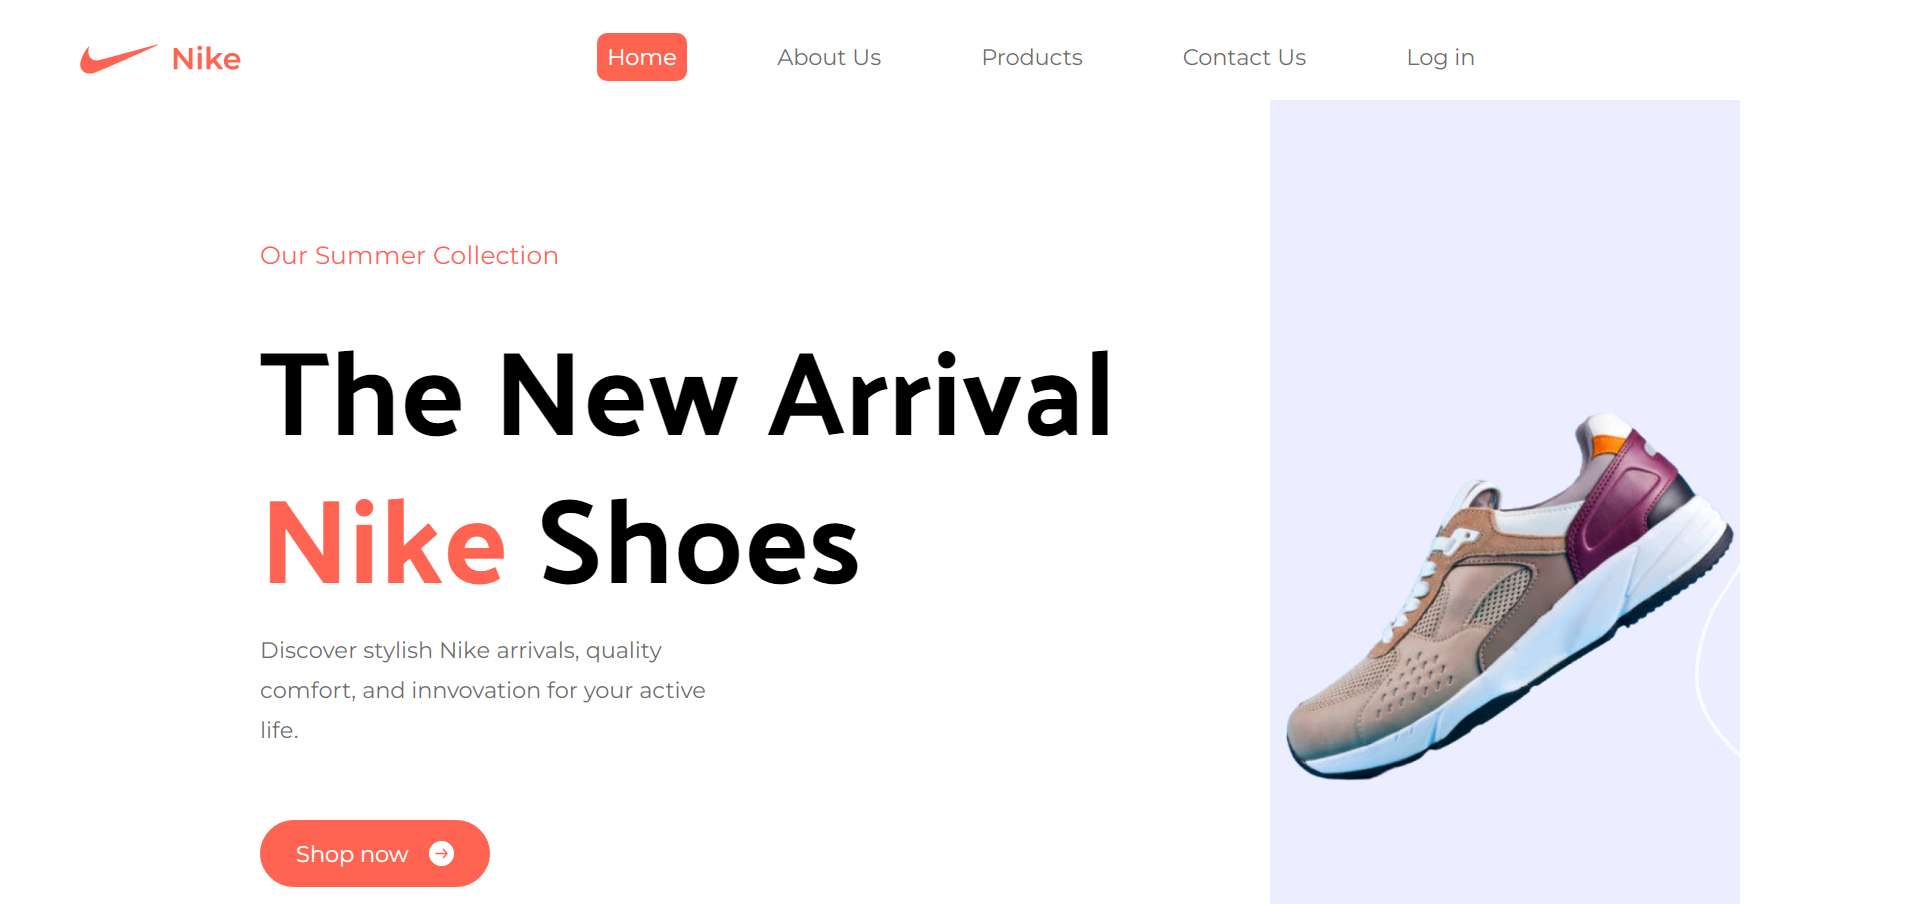 Nike
Home About Us Products Contact Us Log in
Our Summer Collection
The New Arrival
Nike Shoes
Discover stylish Nike arrivals, quality
comfort, and innvovation for your active
life.
Shop now